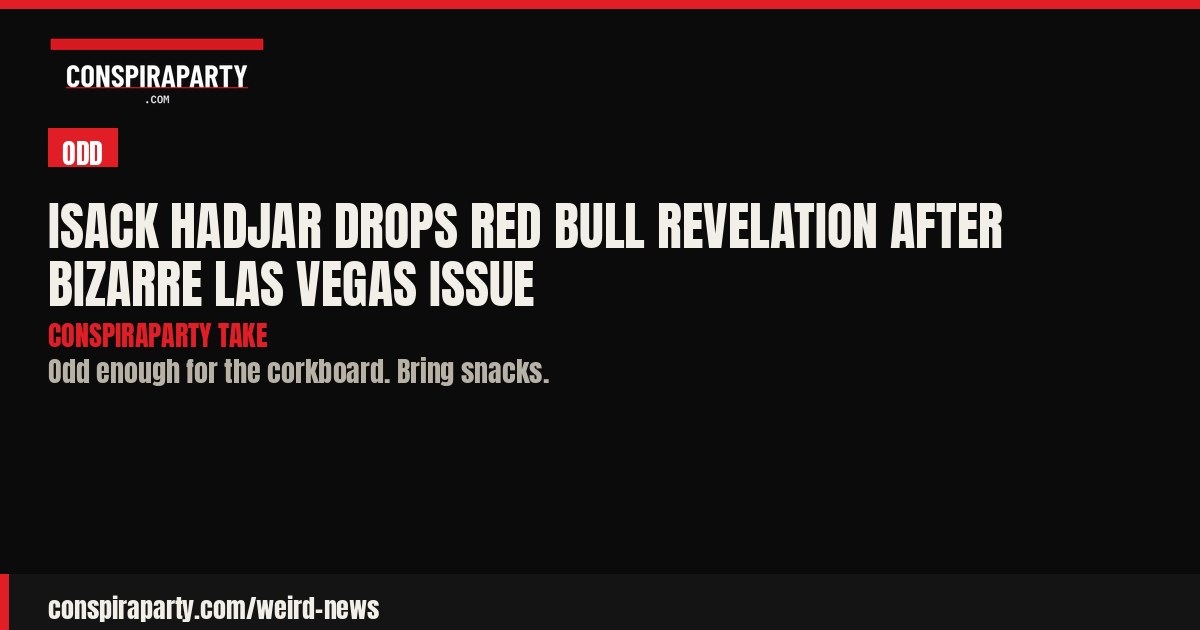 CONSPIRAPARTY
.COM
ODD
ISACK HADJAR DROPS RED BULL REVELATION AFTER
BIZARRE LAS VEGAS ISSUE
CONSPIRAPARTY TAKE
Odd enough for the corkboard. Bring snacks.
conspiraparty.com/weird-news